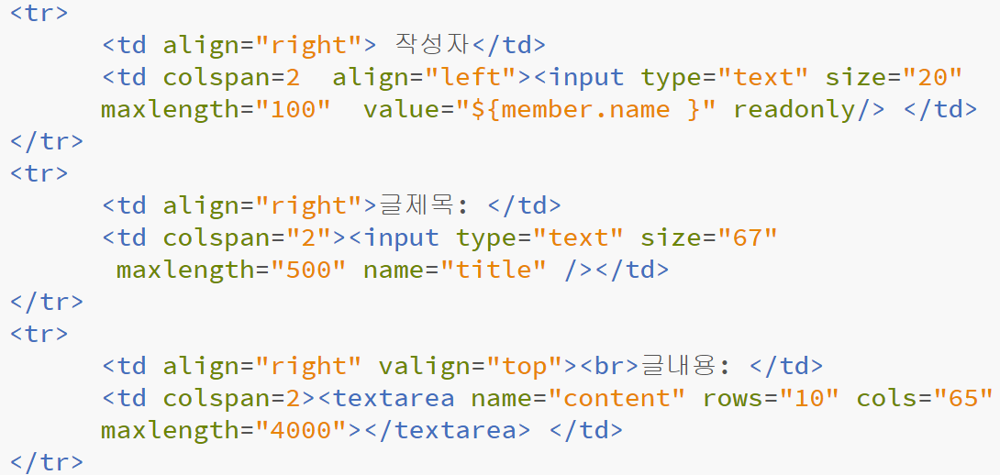 <tr>
<td align="right"> 작성자</td>
<td colspan=2  align="left"><input type="text" size="20"
maxlength="100"  value="${member.name }" readonly/> </td>
</tr>
<tr>
<td align="right">글제목: </td>
<td colspan="2"><input type="text" size="67"
maxlength="500" name="title" /></td>
</tr>
<tr>
<td align="right" valign="top"><br>글내용: </td>
<td colspan=2><textarea name="content" rows="10" cols="65"
maxlength="4000"></textarea> </td>
</tr>